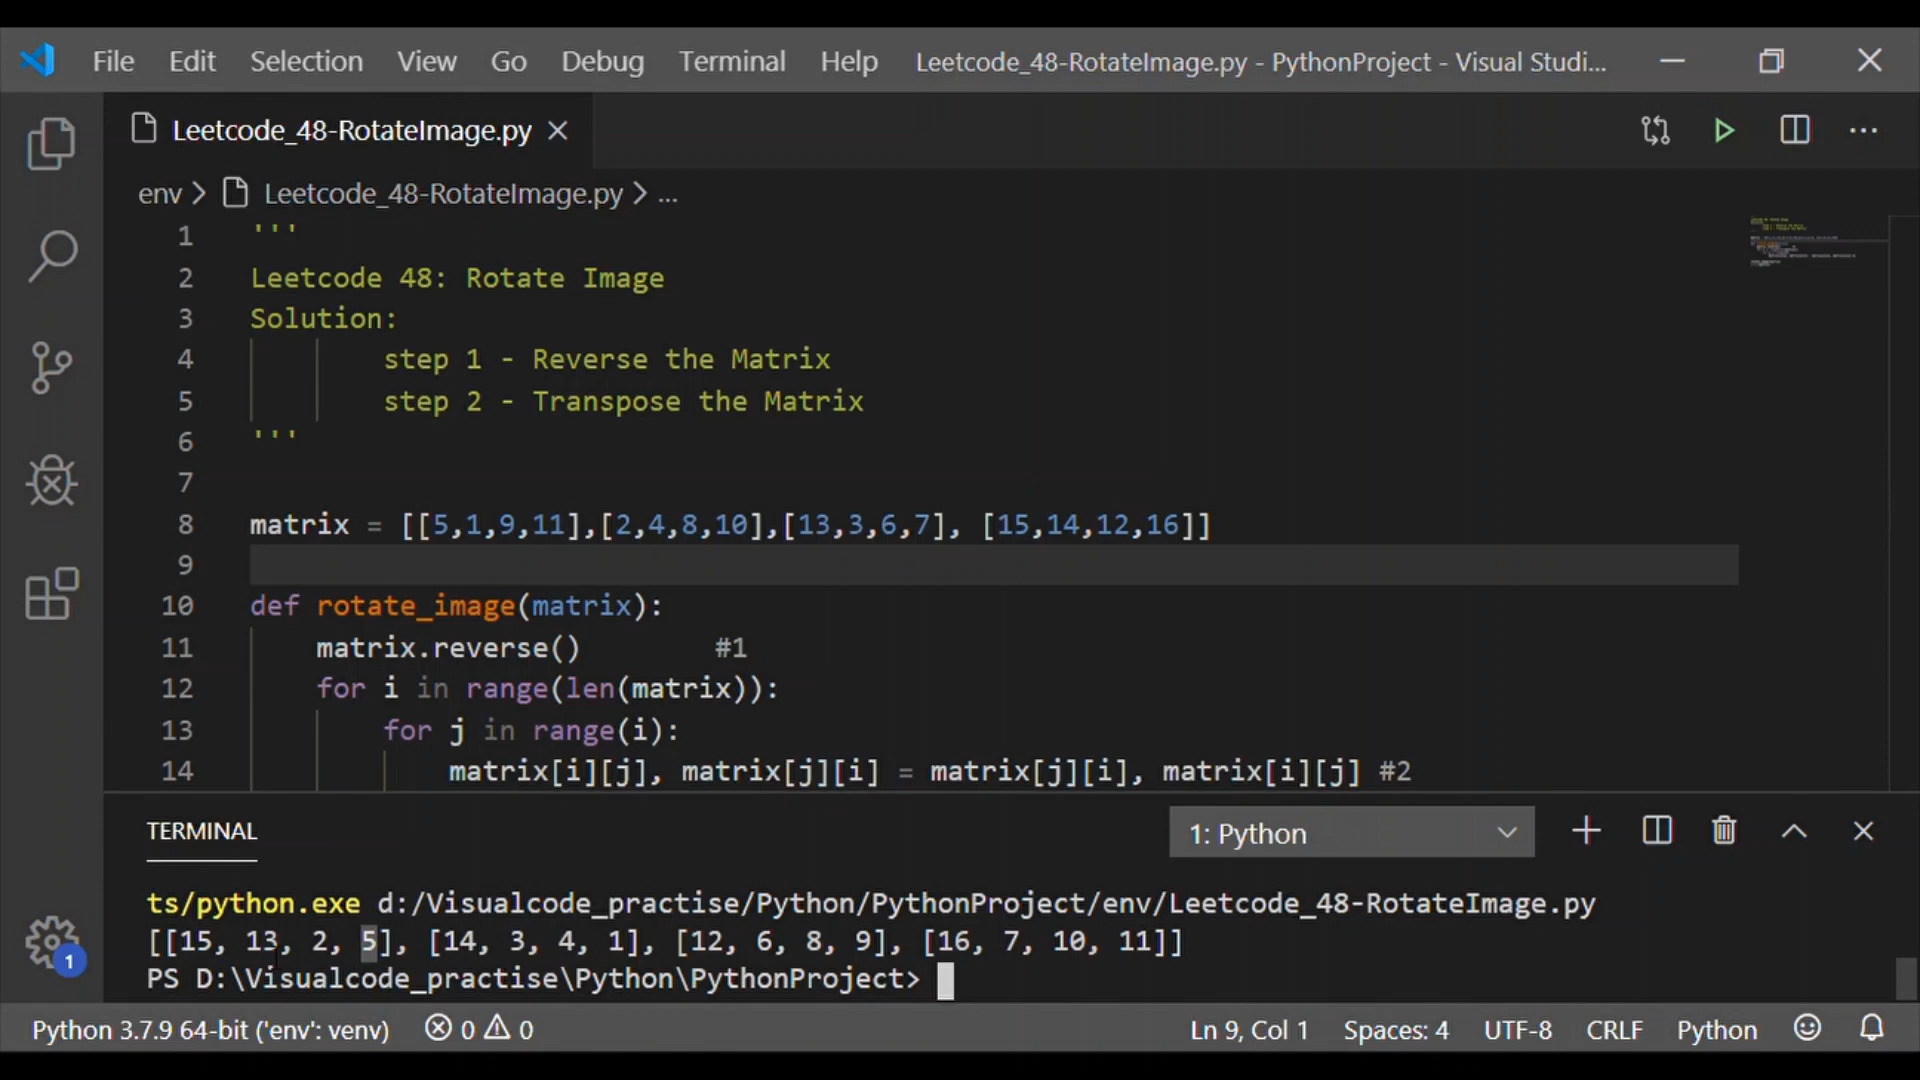 File Edit Selection View Go Debug Terminal Help Leetcode_48-RotateImage.py - PythonProject - Visual Studi...
Leetcode_48-RotateImage.py
env > Leetcode_48-RotateImage.py > ...
1 '''
2 Leetcode 48: Rotate Image
3 Solution:
4 step 1 - Reverse the Matrix
5 step 2 - Transpose the Matrix
6 '''
7
8 matrix = [[5,1,9,11],[2,4,8,10],[13,3,6,7], [15,14,12,16]]
9
10 def rotate_image(matrix):
11 matrix.reverse() #1
12 for i in range(len(matrix)):
13 for j in range(i):
14 matrix[i][j], matrix[j][i] = matrix[j][i], matrix[i][j] #2
TERMINAL 1: Python
ts/python.exe d:/Visualcode_practise/Python/PythonProject/env/Leetcode_48-RotateImage.py
[[15, 13, 2, 5], [14, 3, 4, 1], [12, 6, 8, 9], [16, 7, 10, 11]]
PS D:\Visualcode_practise\Python\PythonProject>
1
Python 3.7.9 64-bit ('env': venv) 0 0 Ln 9, Col 1 Spaces: 4 UTF-8 CRLF Python